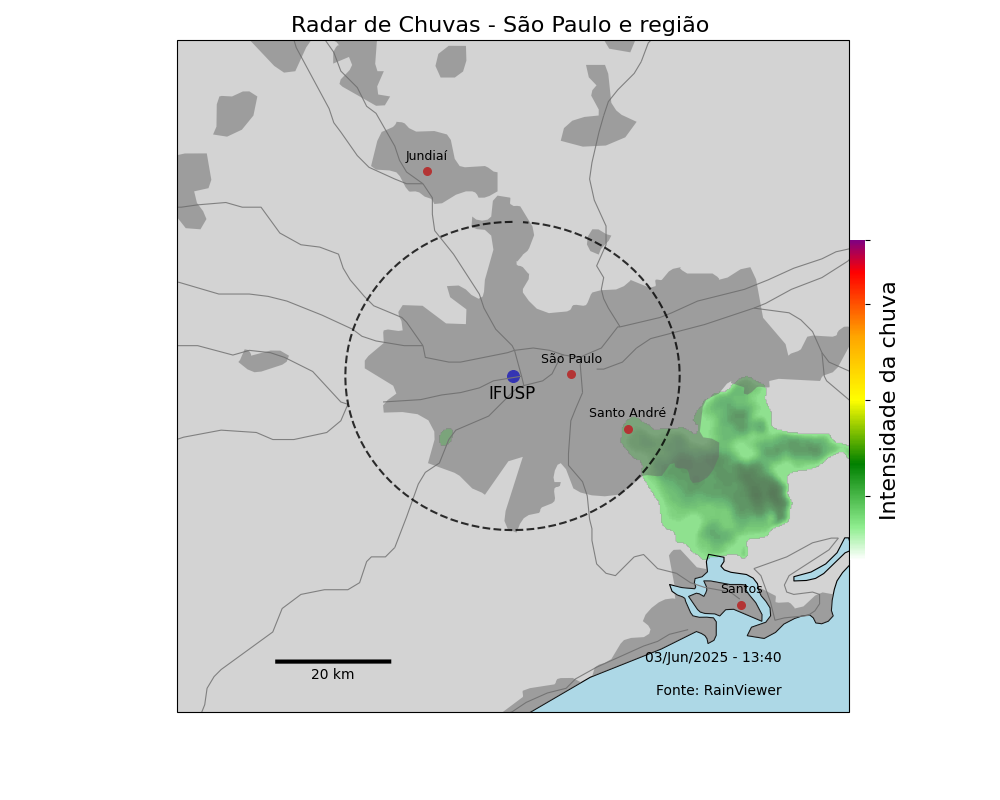 Radar de Chuvas - São Paulo e região
Jundiaí
São Paulo
IFUSP
Santo André
Intensidade da chuva
Santos
03/Jun/2025 - 13:40
20 km
Fonte: RainViewer